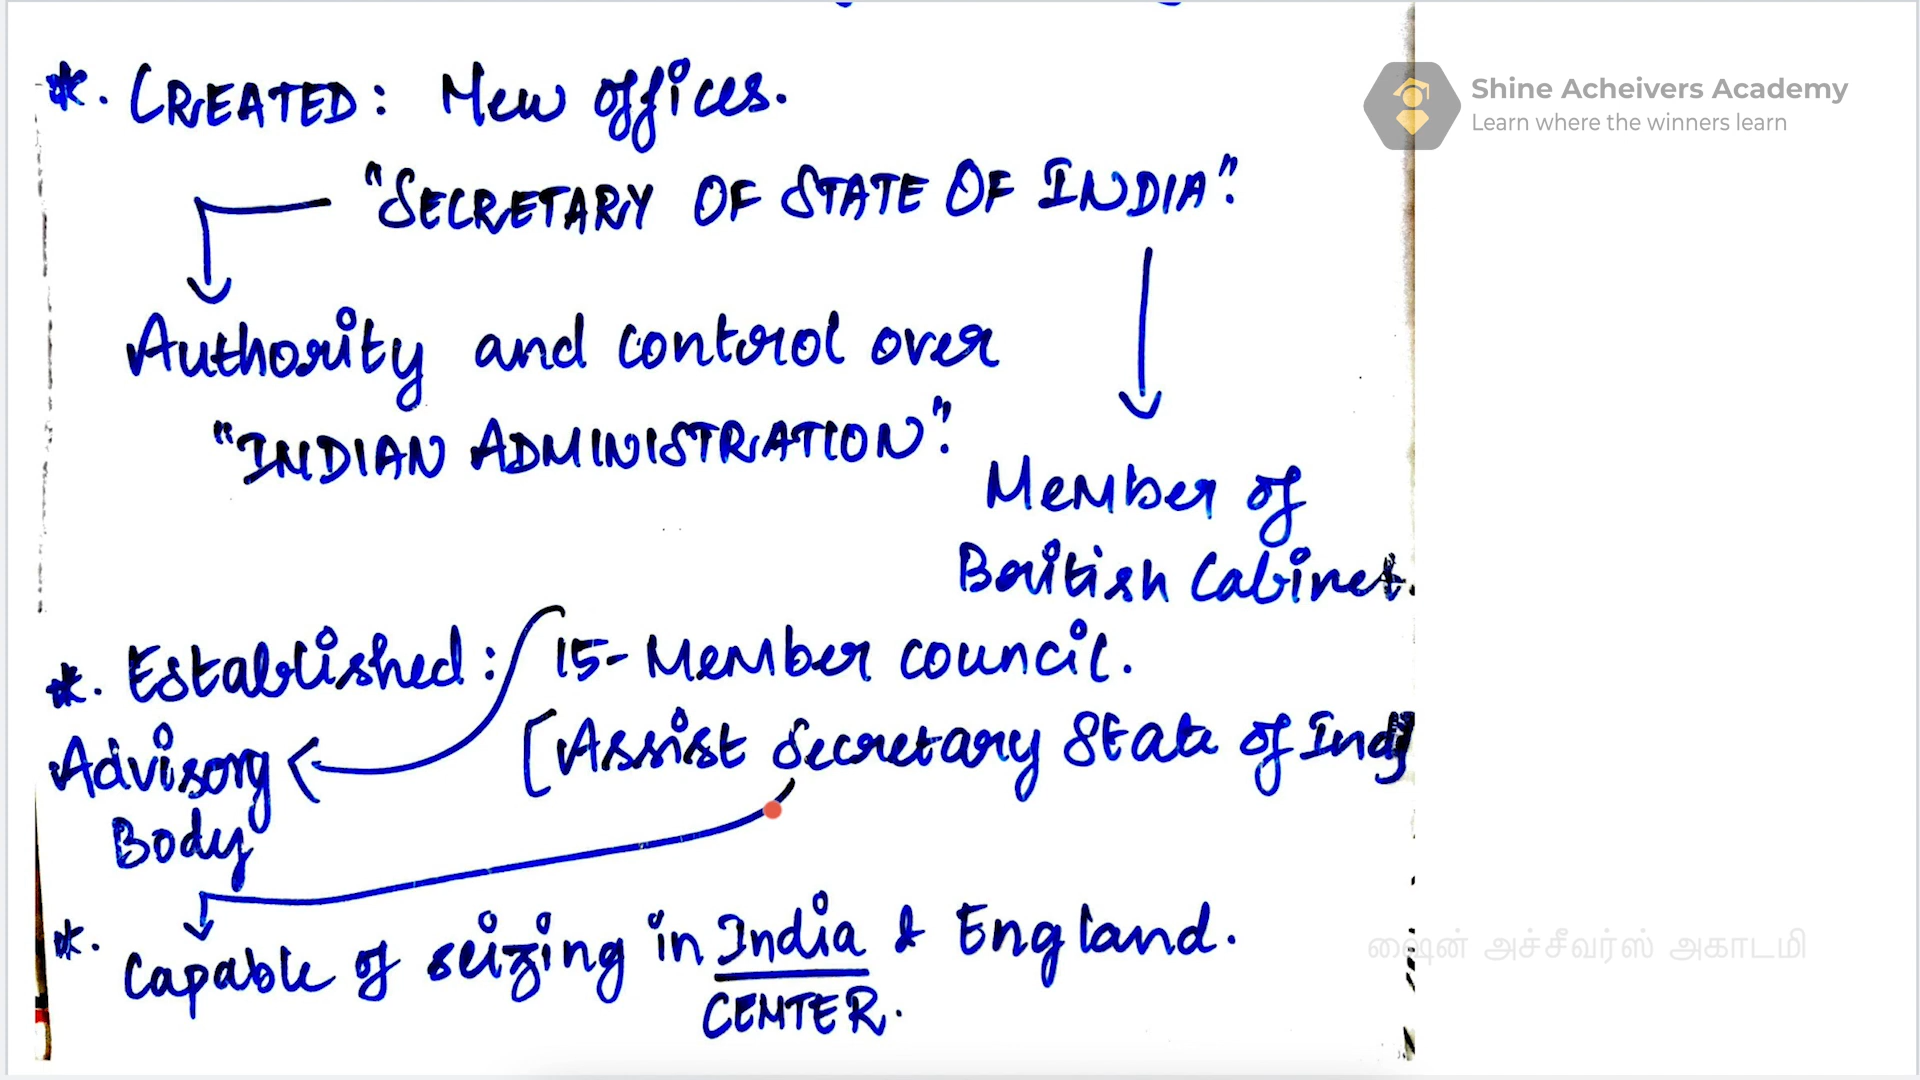 *. CREATED: New offices.
"SECRETARY OF STATE OF INDIA".
Authority and control over
"INDIAN ADMINISTRATION".
Member of
British Cabinet.
*. Established: 15-Member council.
[Assist Secretary State of Ind
Advisory
Body
*. Capable of seizing in India & England.
CENTER.
Shine Acheivers Academy
Learn where the winners learn
ஷைன் அச்சீவர்ஸ் அகாடமி